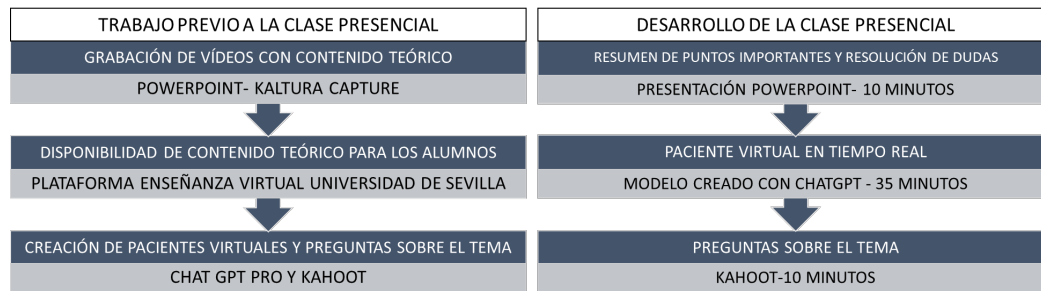 TRABAJO PREVIO A LA CLASE PRESENCIAL
GRABACIÓN DE VÍDEOS CON CONTENIDO TEÓRICO
POWERPOINT- KALTURA CAPTURE
DISPONIBILIDAD DE CONTENIDO TEÓRICO PARA LOS ALUMNOS
PLATAFORMA ENSEÑANZA VIRTUAL UNIVERSIDAD DE SEVILLA
CREACIÓN DE PACIENTES VIRTUALES Y PREGUNTAS SOBRE EL TEMA
CHAT GPT PRO Y KAHOOT
DESARROLLO DE LA CLASE PRESENCIAL
RESUMEN DE PUNTOS IMPORTANTES Y RESOLUCIÓN DE DUDAS
PRESENTACIÓN POWERPOINT- 10 MINUTOS
PACIENTE VIRTUAL EN TIEMPO REAL
MODELO CREADO CON CHATGPT - 35 MINUTOS
PREGUNTAS SOBRE EL TEMA
KAHOOT-10 MINUTOS